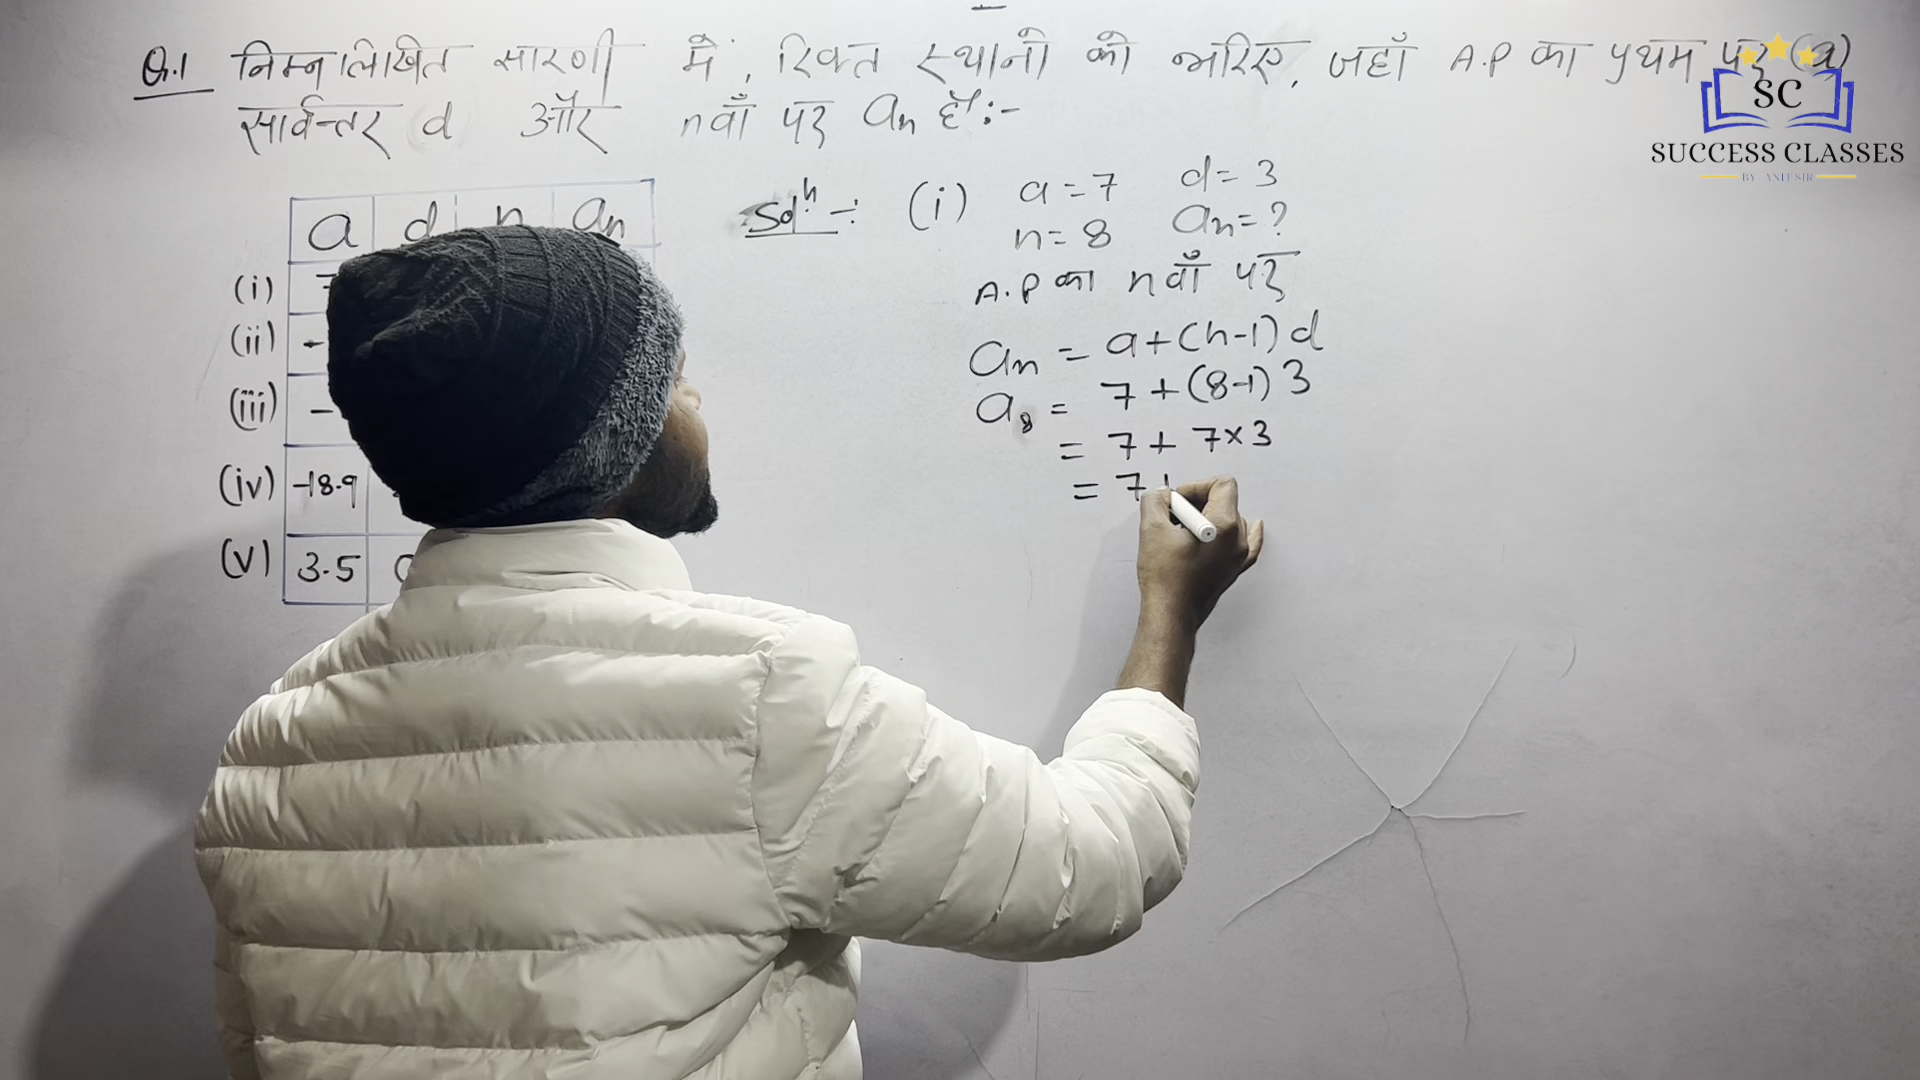 Q.1 निम्नलिखित सारणी में, रिक्त स्थानों को भरिए, जहाँ A.P का प्रथम पद (a)
सार्वन्तर d और nवाँ पद an है:-
a d n an
(i)
(ii) -
(iii) -
(iv) -18.9
(v) 3.5
Solⁿ :- (i) a = 7 d = 3
n = 8 an = ?
A.P का nवाँ पद
an = a + (n-1) d
a8 = 7 + (8-1) 3
= 7 + 7×3
= 7 +
SC
SUCCESS CLASSES